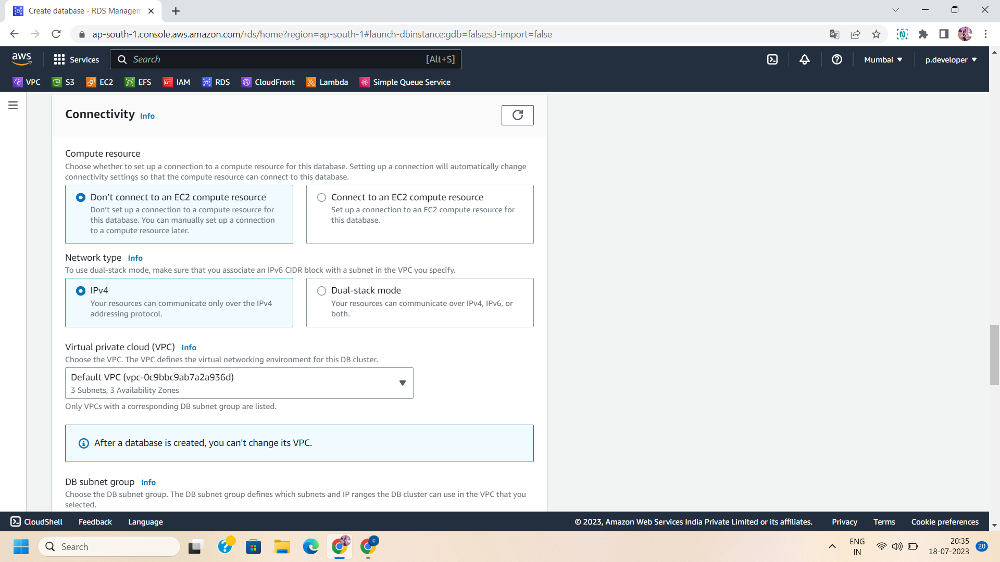 Create database - RDS Managem
ap-south-1.console.aws.amazon.com/rds/home?region=ap-south-1#launch-dbinstance:gdb=false;s3-import=false
aws
Services
Search
[Alt+S]
Mumbai
p.developer
VPC
S3
EC2
EFS
IAM
RDS
CloudFront
Lambda
Simple Queue Service
Connectivity Info
Compute resource
Choose whether to set up a connection to a compute resource for this database. Setting up a connection will automatically change
connectivity settings so that the compute resource can connect to this database.
Don't connect to an EC2 compute resource
Don't set up a connection to a compute resource for
this database. You can manually set up a connection
to a compute resource later.
Connect to an EC2 compute resource
Set up a connection to an EC2 compute resource for
this database.
Network type Info
To use dual-stack mode, make sure that you associate an IPv6 CIDR block with a subnet in the VPC you specify.
IPv4
Your resources can communicate only over the IPv4
addressing protocol.
Dual-stack mode
Your resources can communicate over IPv4, IPv6, or
both.
Virtual private cloud (VPC) Info
Choose the VPC. The VPC defines the virtual networking environment for this DB cluster.
Default VPC (vpc-0c9bbc9ab7a2a936d)
3 Subnets, 3 Availability Zones
Only VPCs with a corresponding DB subnet group are listed.
After a database is created, you can't change its VPC.
DB subnet group Info
Choose the DB subnet group. The DB subnet group defines which subnets and IP ranges the DB cluster can use in the VPC that you
selected.
CloudShell
Feedback
Language
© 2023, Amazon Web Services India Private Limited or its affiliates.
Privacy
Terms
Cookie preferences
Search
ENG
IN
20:35
18-07-2023
20